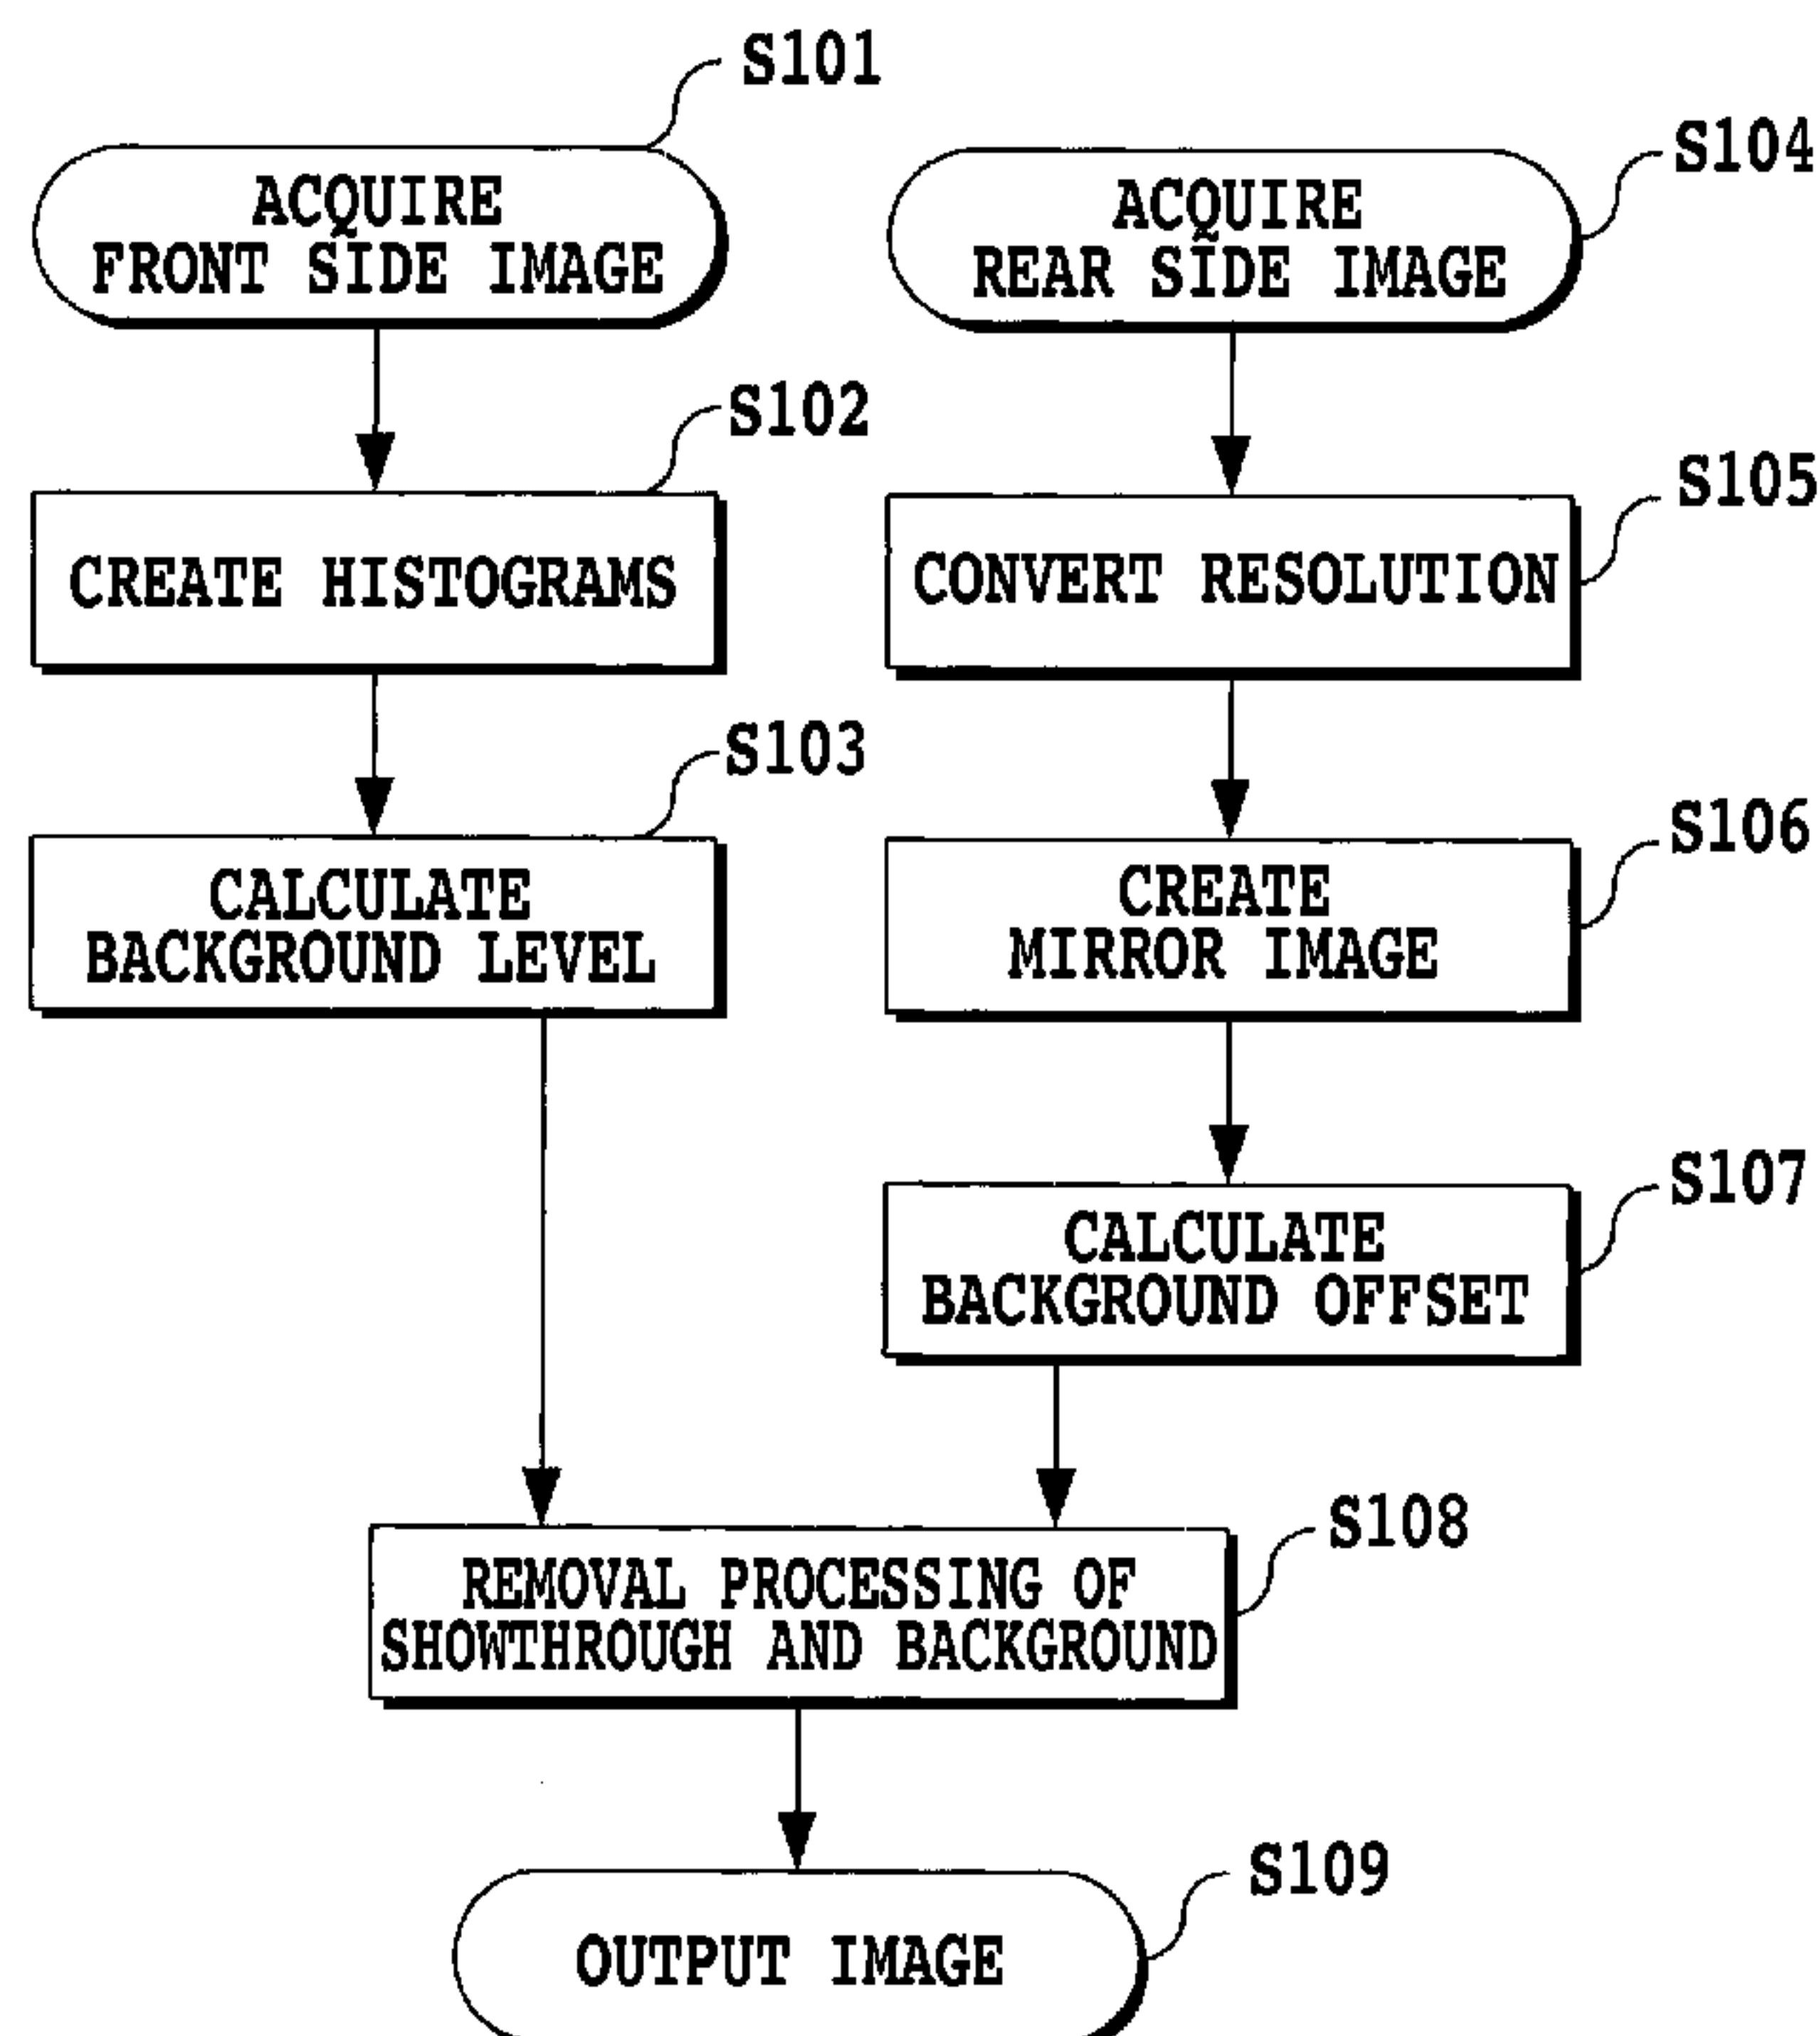 S101
ACQUIRE
FRONT SIDE IMAGE
S102
CREATE HISTOGRAMS
S103
CALCULATE
BACKGROUND LEVEL
S104
ACQUIRE
REAR SIDE IMAGE
S105
CONVERT RESOLUTION
S106
CREATE
MIRROR IMAGE
S107
CALCULATE
BACKGROUND OFFSET
S108
REMOVAL PROCESSING OF
SHOWTHROUGH AND BACKGROUND
S109
OUTPUT IMAGE